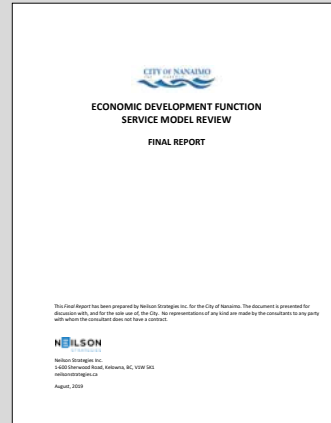 CITY OF NANAIMO
ECONOMIC DEVELOPMENT FUNCTION
SERVICE MODEL REVIEW
FINAL REPORT
This Final Report has been prepared by Neilson Strategies Inc. for the City of Nanaimo. The document is presented for
discussion with, and for the sole use of, the City. No representations of any kind are made by the consultants to any party
with whom the consultant does not have a contract.
NEILSON
STRATEGIES
Neilson Strategies Inc.
1-600 Sherwood Road, Kelowna, BC, V1W 5K1
neilsonstrategies.ca
August, 2019